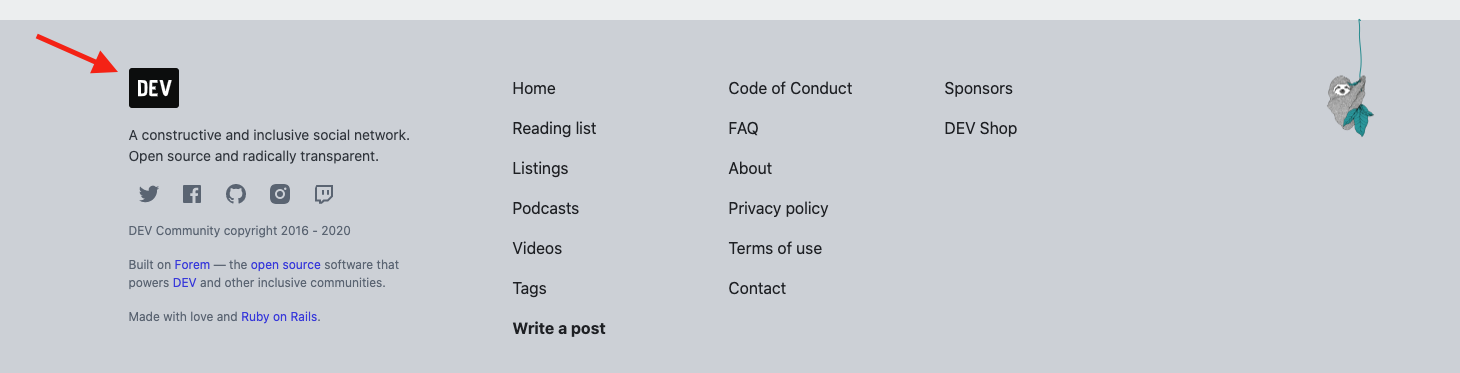 DEV
A constructive and inclusive social network.
Open source and radically transparent.
DEV Community copyright 2016 - 2020
Built on Forem — the open source software that
powers DEV and other inclusive communities.
Made with love and Ruby on Rails.
Home
Reading list
Listings
Podcasts
Videos
Tags
Write a post
Code of Conduct
FAQ
About
Privacy policy
Terms of use
Contact
Sponsors
DEV Shop